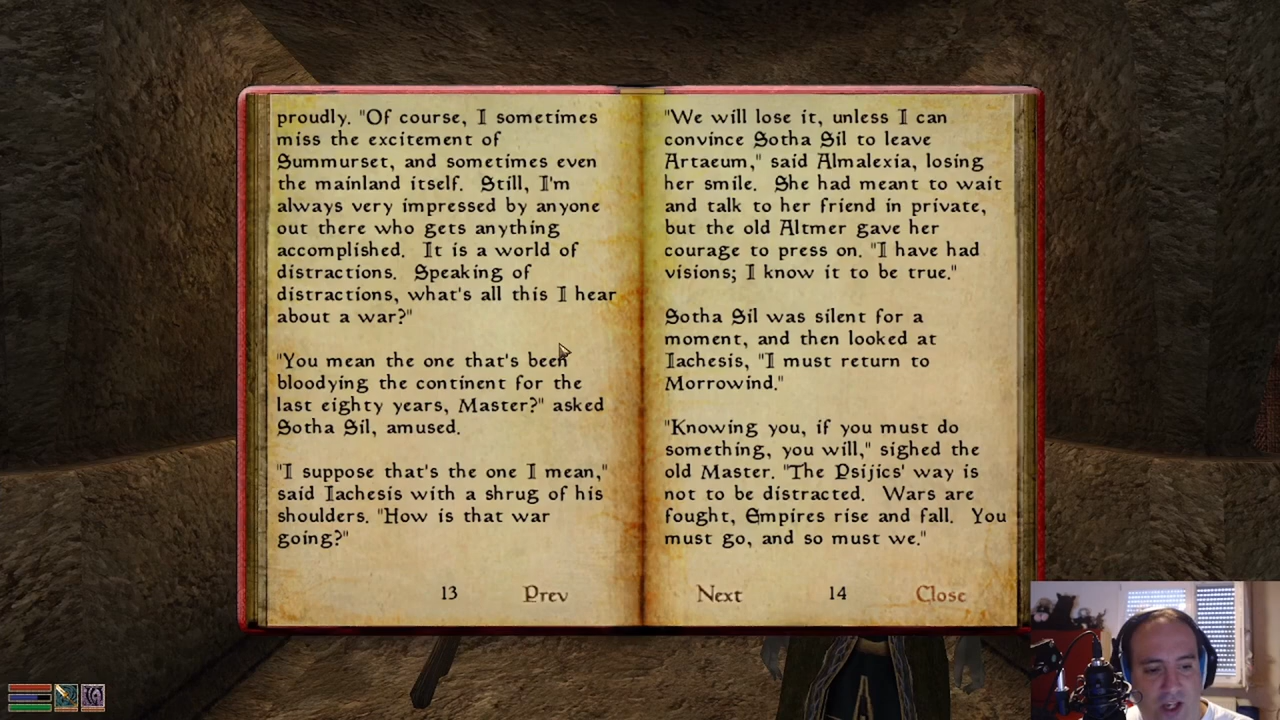 proudly. "Of course, I sometimes
miss the excitement of
Summurset, and sometimes even
the mainland itself. Still, I'm
always very impressed by anyone
out there who gets anything
accomplished. It is a world of
distractions. Speaking of
distractions, what's all this I hear
about a war?"
"You mean the one that's been
bloodying the continent for the
last eighty years, Master?" asked
Sotha Sil, amused.
"I suppose that's the one I mean,"
said Iachesis with a shrug of his
shoulders. "How is that war
going?"
13
Prev
"We will lose it, unless I can
convince Sotha Sil to leave
Artaeum," said Almalexia, losing
her smile. She had meant to wait
and talk to her friend in private,
but the old Altmer gave her
courage to press on. "I have had
visions; I know it to be true."
Sotha Sil was silent for a
moment, and then looked at
Iachesis, "I must return to
Morrowind."
"Knowing you, if you must do
something, you will," sighed the
old Master. "The Psijics' way is
not to be distracted. Wars are
fought, Empires rise and fall. You
must go, and so must we."
Next
14
Close